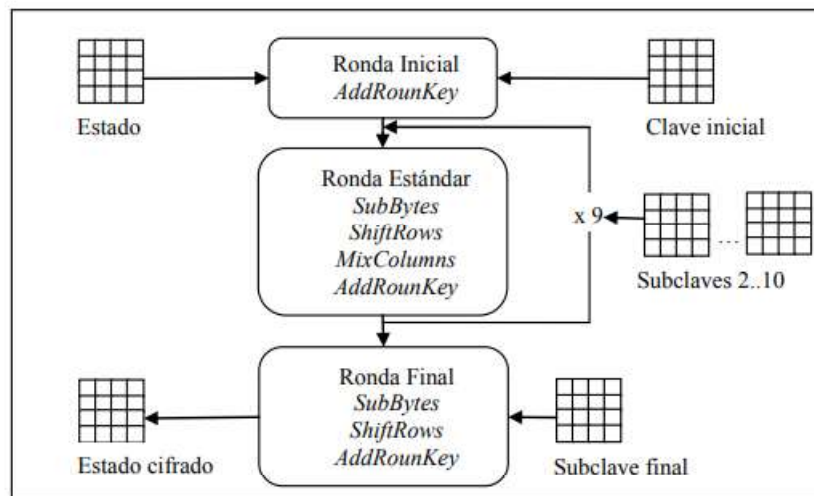 Ronda Inicial
AddRounKey
Estado
Clave inicial
Ronda Estándar
SubBytes
ShiftRows
MixColumns
AddRounKey
x 9
...
Subclaves 2..10
Ronda Final
SubBytes
ShiftRows
AddRounKey
Estado cifrado
Subclave final